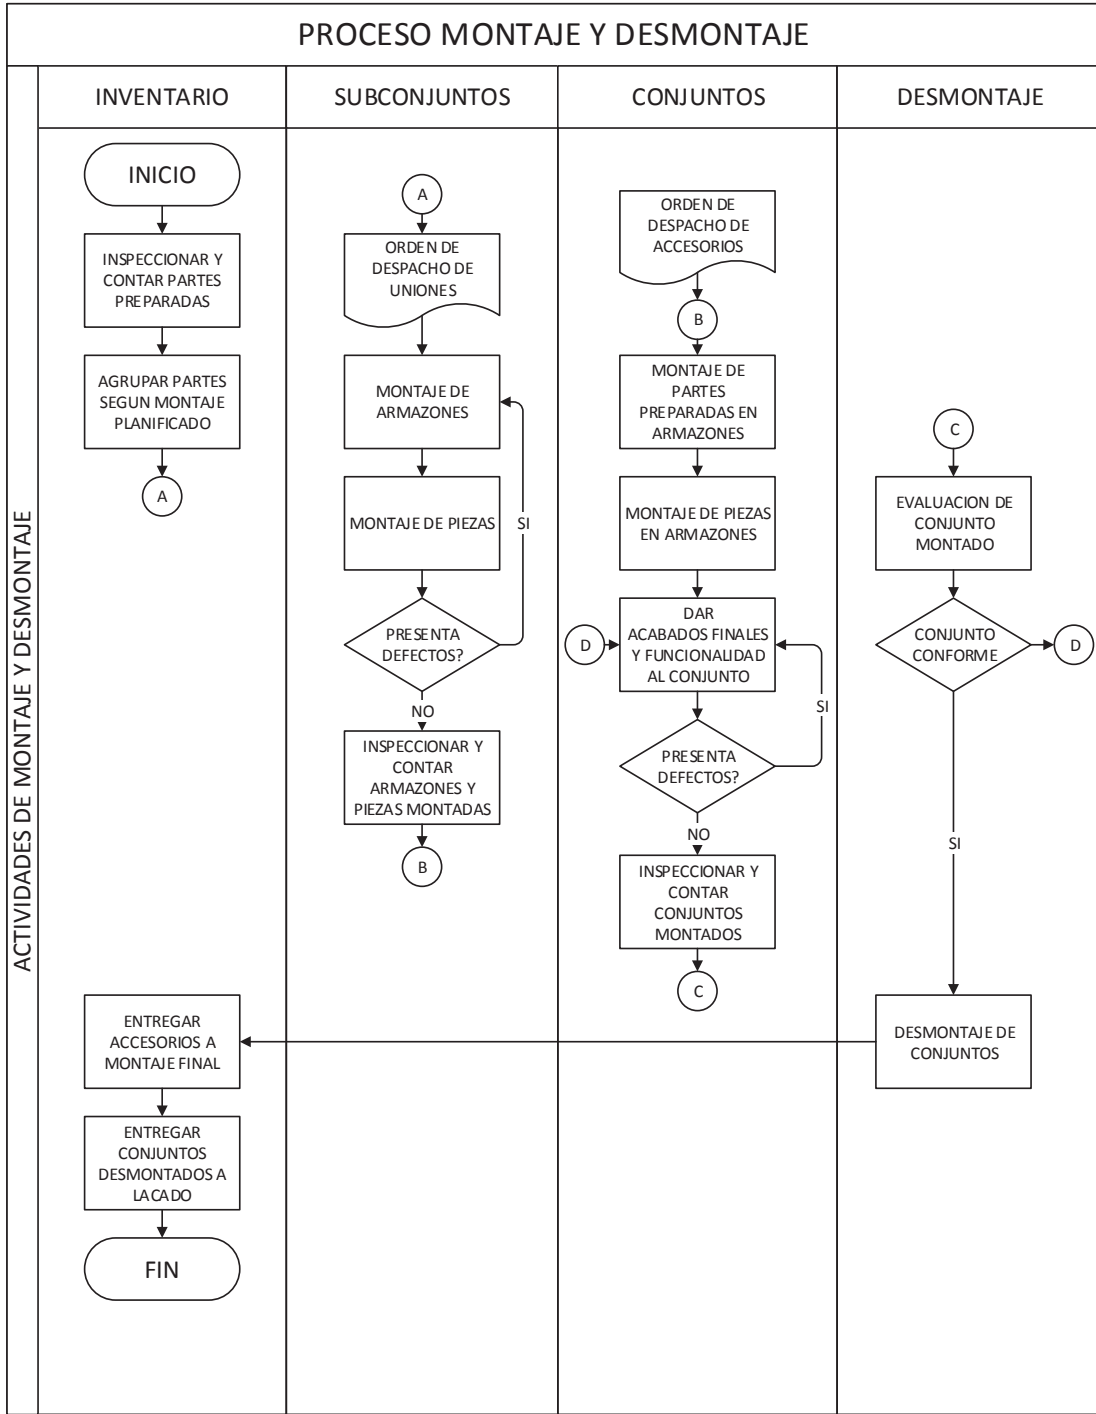 PROCESO MONTAJE Y DESMONTAJE
ACTIVIDADES DE MONTAJE Y DESMONTAJE
INVENTARIO
SUBCONJUNTOS
CONJUNTOS
DESMONTAJE
INICIO
INSPECCIONAR Y
CONTAR PARTES
PREPARADAS
AGRUPAR PARTES
SEGUN MONTAJE
PLANIFICADO
A
ENTREGAR
ACCESORIOS A
MONTAJE FINAL
ENTREGAR
CONJUNTOS
DESMONTADOS A
LACADO
FIN
A
ORDEN DE
DESPACHO DE
UNIONES
MONTAJE DE
ARMAZONES
MONTAJE DE PIEZAS
SI
PRESENTA
DEFECTOS?
NO
INSPECCIONAR Y
CONTAR
ARMAZONES Y
PIEZAS MONTADAS
B
ORDEN DE
DESPACHO DE
ACCESORIOS
B
MONTAJE DE
PARTES
PREPARADAS EN
ARMAZONES
MONTAJE DE PIEZAS
EN ARMAZONES
D
DAR
ACABADOS FINALES
Y FUNCIONALIDAD
AL CONJUNTO
SI
PRESENTA
DEFECTOS?
NO
INSPECCIONAR Y
CONTAR
CONJUNTOS
MONTADOS
C
C
EVALUACION DE
CONJUNTO
MONTADO
CONJUNTO
CONFORME
D
SI
DESMONTAJE DE
CONJUNTOS